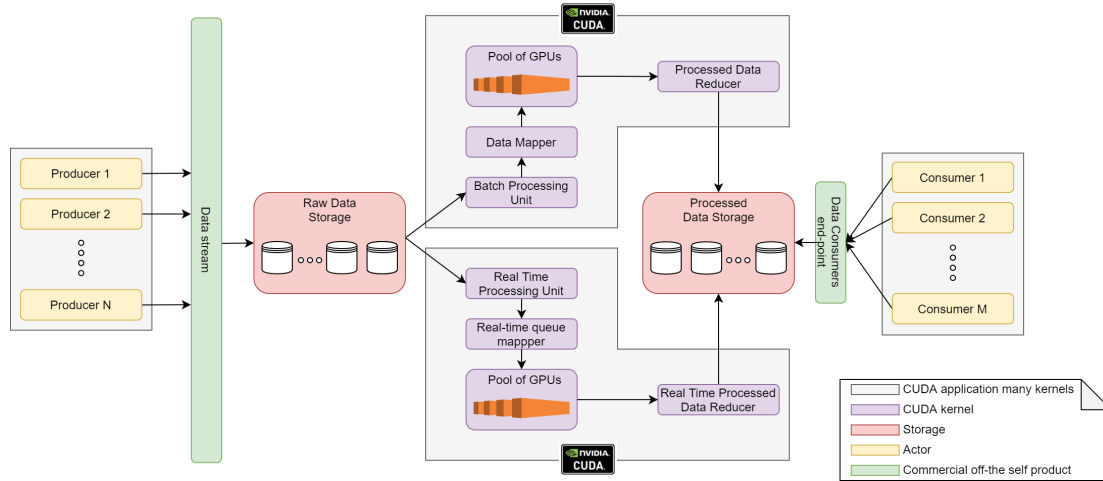 NVIDIA.
CUDA.
Pool of GPUs
Processed Data
Reducer
Data Mapper
Batch Processing
Unit
Producer 1
Producer 2
Producer N
Data stream
Raw Data
Storage
Processed
Data Storage
Data Consumers
end-point
Consumer 1
Consumer 2
Consumer M
Real Time
Processing Unit
Real-time queue
mappper
Pool of GPUs
Real Time Processed
Data Reducer
NVIDIA.
CUDA.
CUDA application many kernels
CUDA kernel
Storage
Actor
Commercial off-the self product